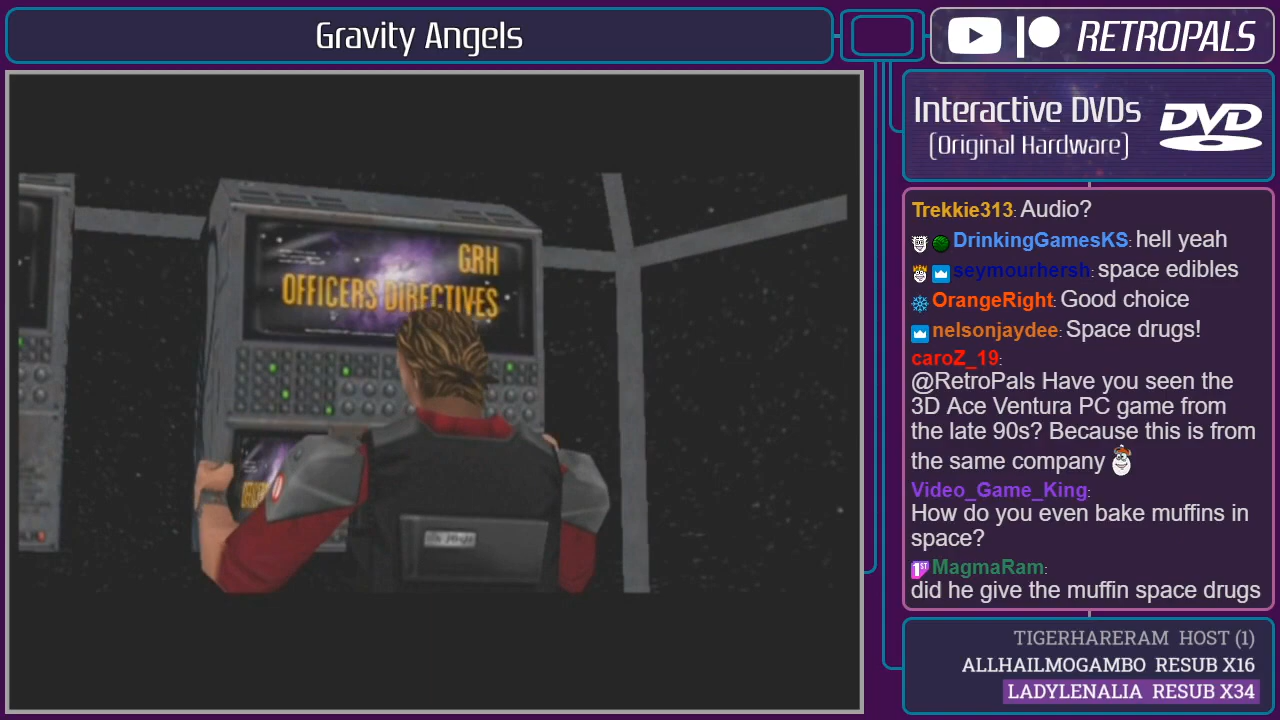 Gravity Angels
RETROPALS
Interactive DVDs
(Original Hardware)
DVD
GRH
OFFICERS DIRECTIVES
Trekkie313: Audio?
DrinkingGamesKS: hell yeah
seymourhersh: space edibles
OrangeRight: Good choice
nelsonjaydee: Space drugs!
caroZ_19:
@RetroPals Have you seen the
3D Ace Ventura PC game from
the late 90s? Because this is from
the same company
Video_Game_King:
How do you even bake muffins in
space?
1ST MagmaRam:
did he give the muffin space drugs
TIGERHARERAM HOST (1)
ALLHAILMOGAMBO RESUB X16
LADYLENALIA RESUB X34